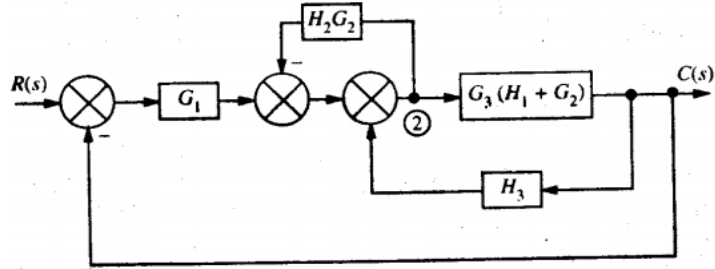 H₂G₂
R(s)
G₁
G₃ (H₁ + G₂)
C(s)
−
−
2
H₃